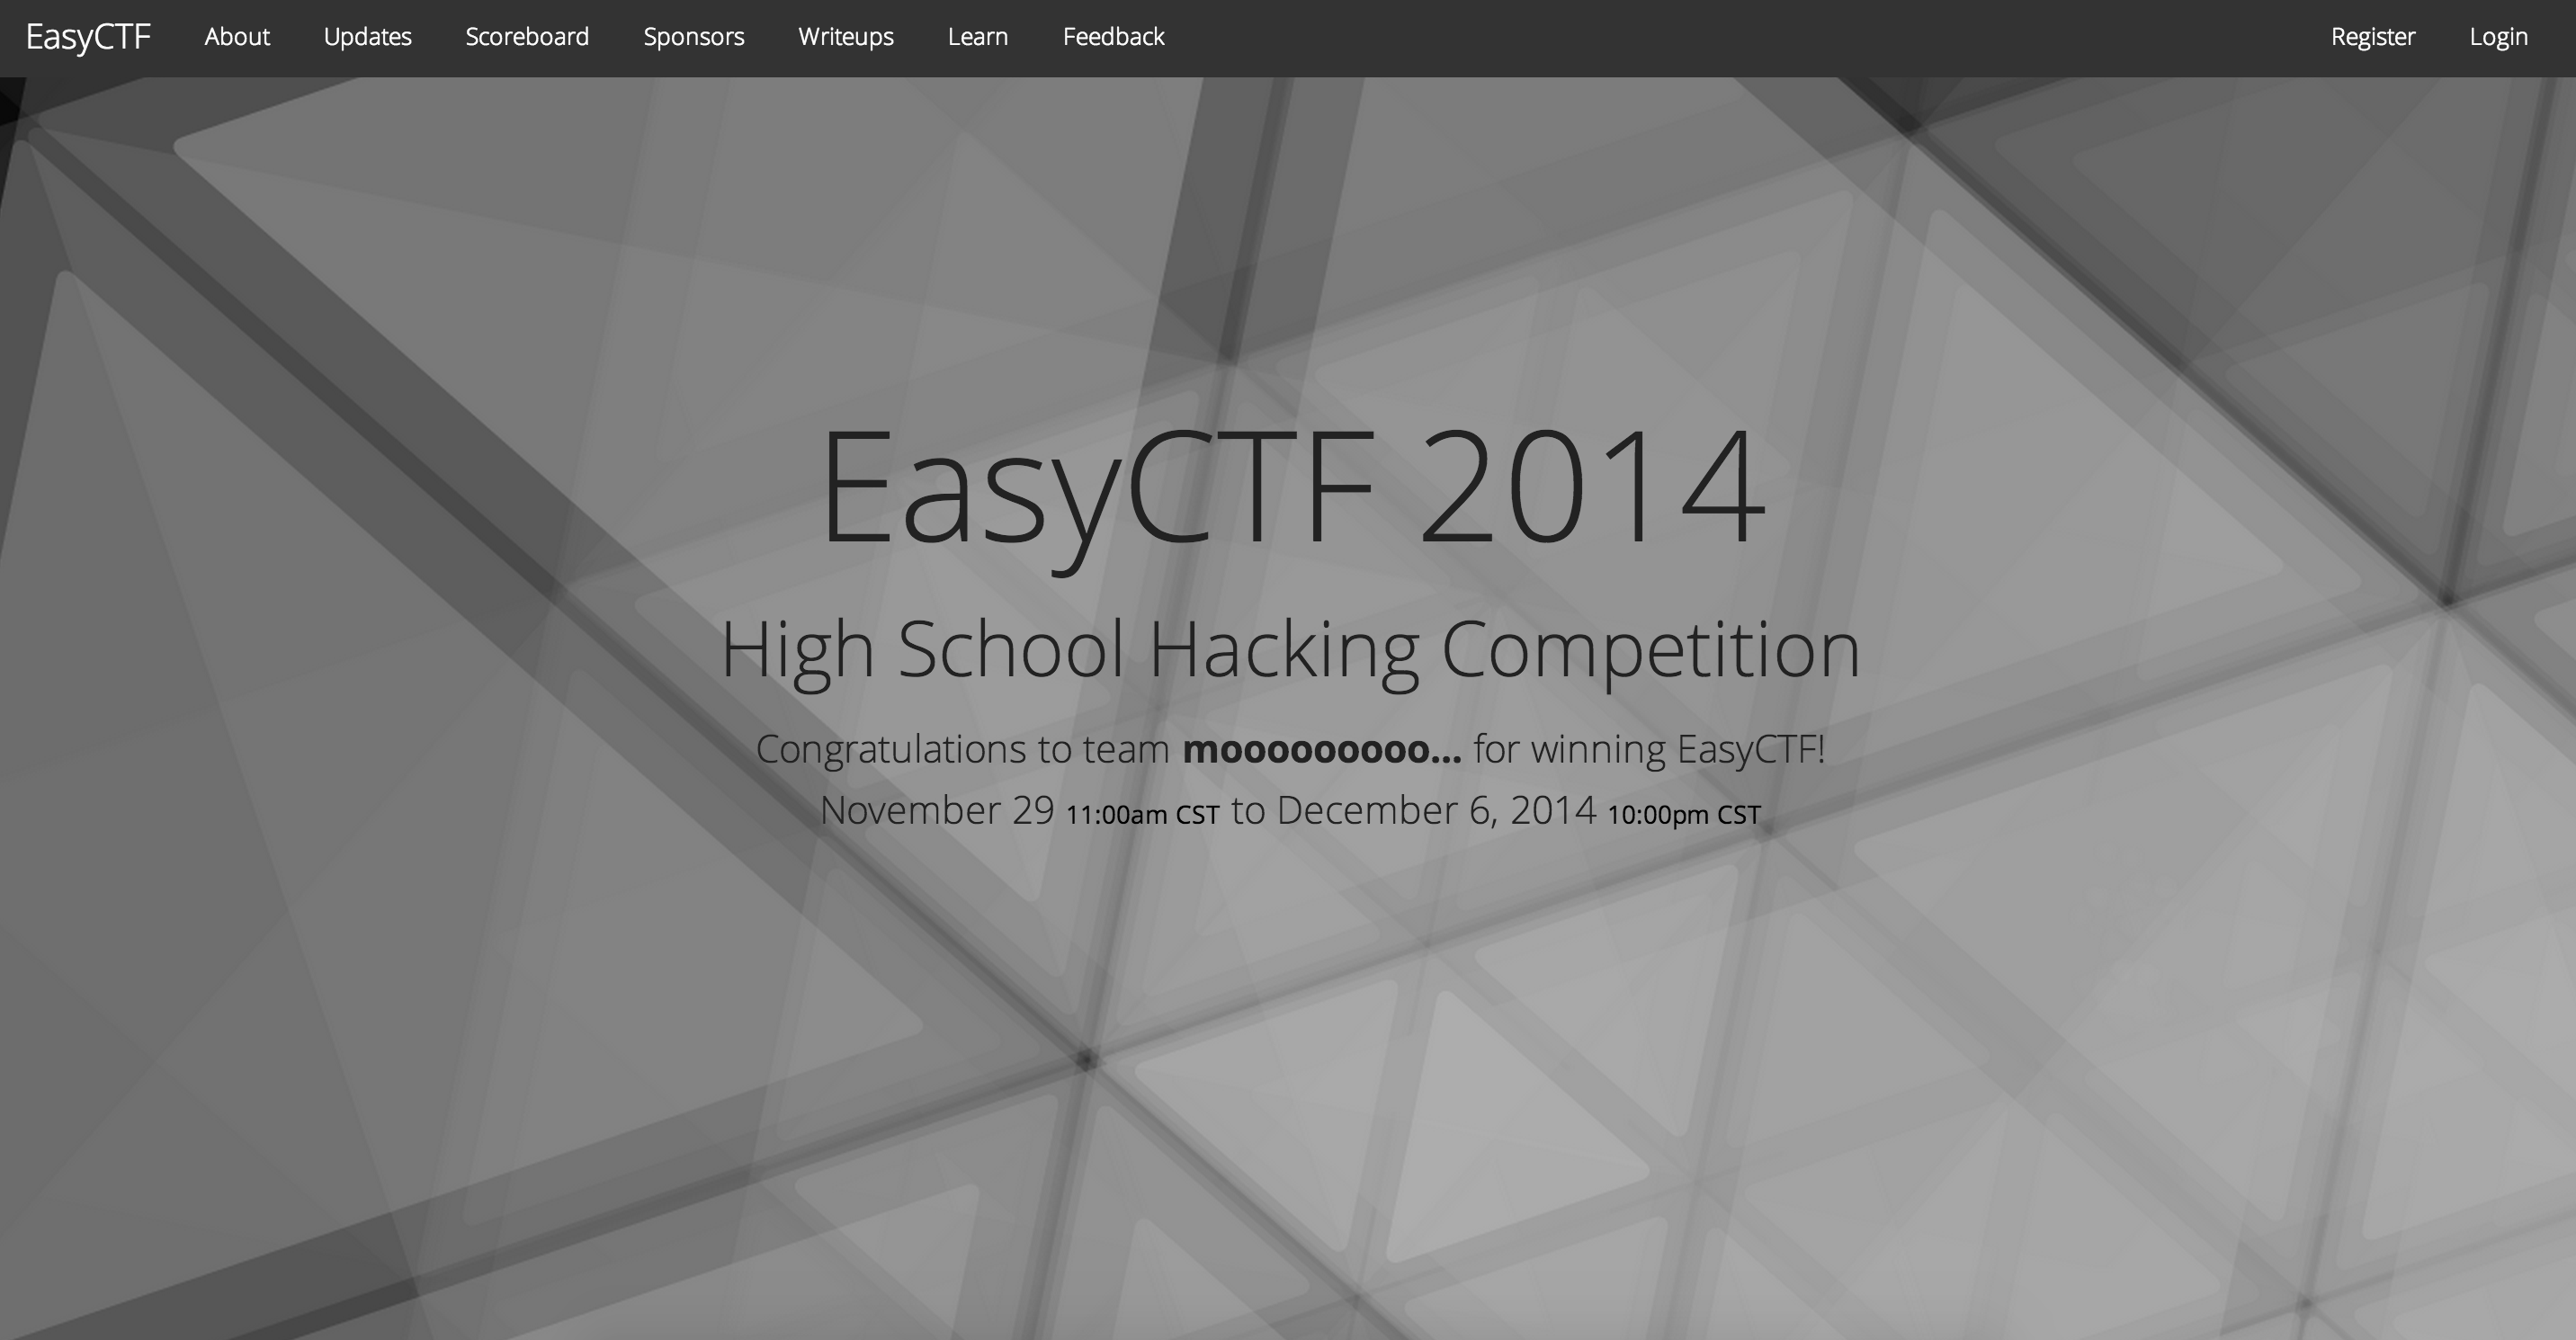 EasyCTF About Updates Scoreboard Sponsors Writeups Learn Feedback Register Login
EasyCTF 2014
High School Hacking Competition
Congratulations to team mooooooooo... for winning EasyCTF!
November 29 11:00am CST to December 6, 2014 10:00pm CST